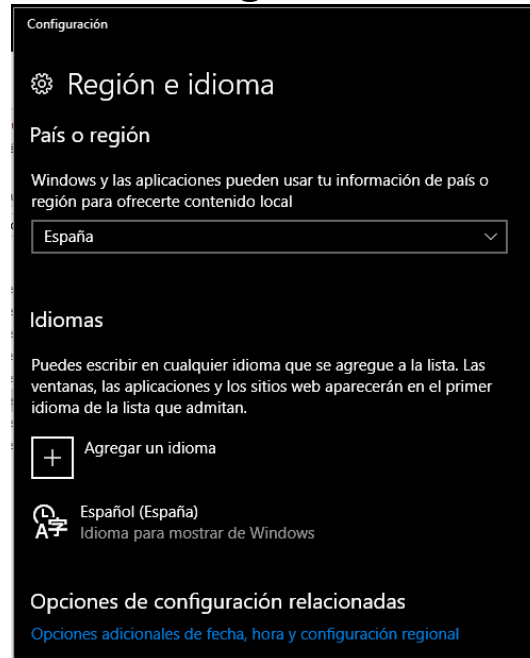 Configuración
Región e idioma
País o región
Windows y las aplicaciones pueden usar tu información de país o
región para ofrecerte contenido local
España
Idiomas
Puedes escribir en cualquier idioma que se agregue a la lista. Las
ventanas, las aplicaciones y los sitios web aparecerán en el primer
idioma de la lista que admitan.
Agregar un idioma
Español (España)
Idioma para mostrar de Windows
Opciones de configuración relacionadas
Opciones adicionales de fecha, hora y configuración regional